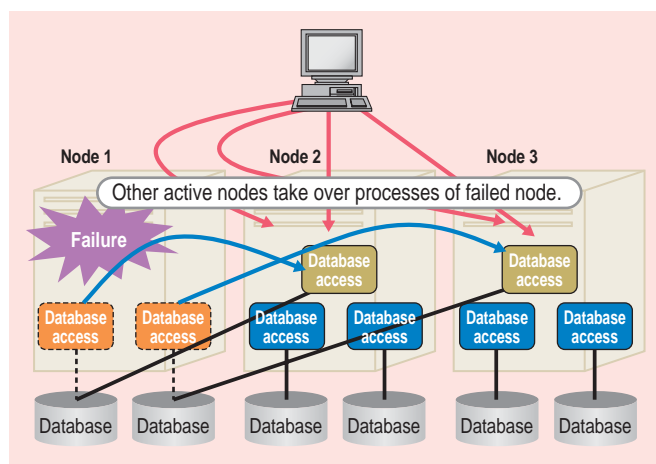 Node 1
Node 2
Node 3
Other active nodes take over processes of failed node.
Failure
Database
access
Database
access
Database
access
Database
access
Database
access
Database
access
Database
access
Database
access
Database
Database
Database
Database
Database
Database